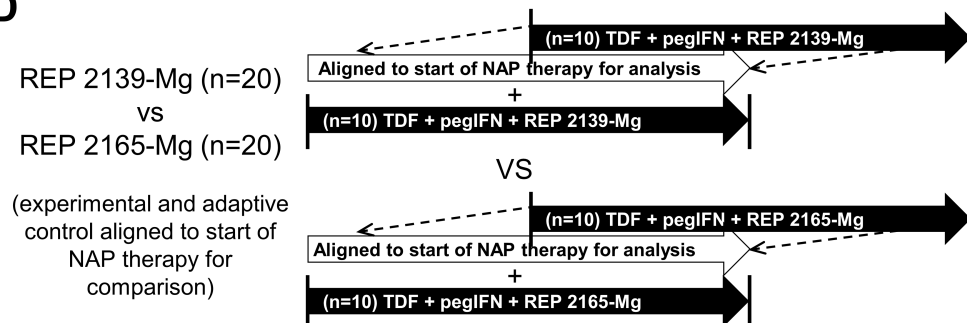 REP 2139-Mg (n=20)
vs
REP 2165-Mg (n=20)
(experimental and adaptive
control aligned to start of
NAP therapy for
comparison)
(n=10) TDF + pegIFN + REP 2139-Mg
Aligned to start of NAP therapy for analysis
+
(n=10) TDF + pegIFN + REP 2139-Mg
VS
(n=10) TDF + pegIFN + REP 2165-Mg
Aligned to start of NAP therapy for analysis
+
(n=10) TDF + pegIFN + REP 2165-Mg